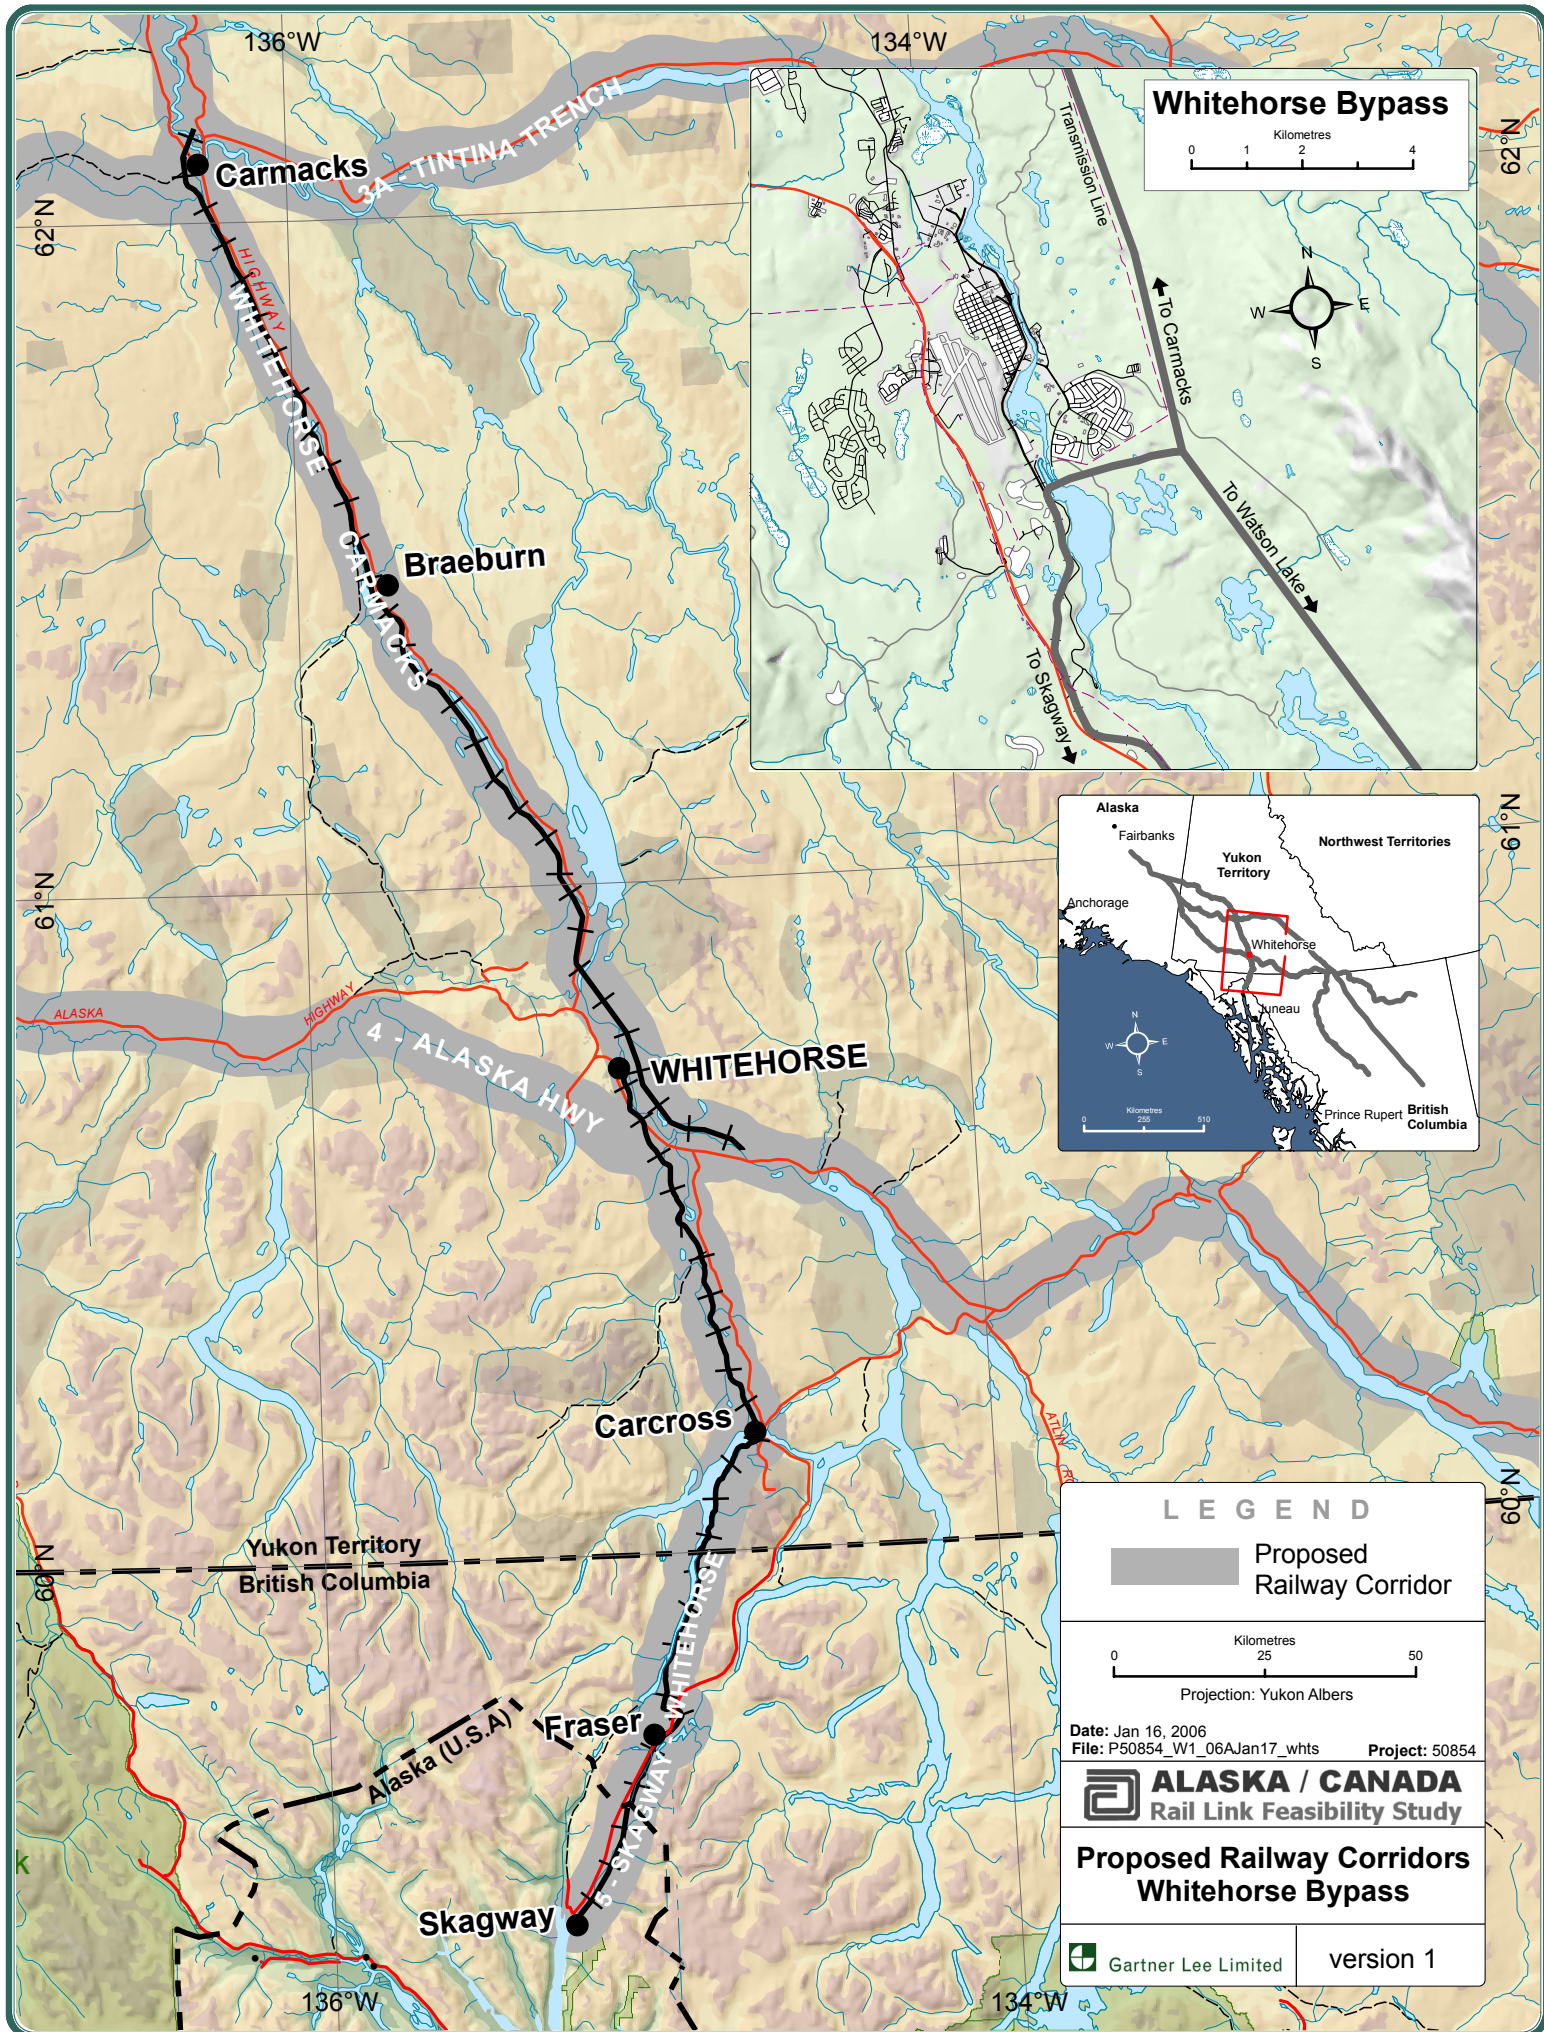 136°W
134°W
Whitehorse Bypass
Kilometres
0 1 2 4
Transmission Line
N
W E
S
To Carmacks
To Watson Lake
To Skagway
62°N
62°N
Carmacks
3A - TINTINA TRENCH
HIGHWAY
WHITEHORSE
CARMACKS
Braeburn
61°N
61°N
Alaska
Fairbanks
Yukon
Territory
Northwest Territories
Anchorage
Whitehorse
Juneau
N
W E
S
Kilometres
0 255 510
Prince Rupert
British
Columbia
ALASKA
HIGHWAY
4 - ALASKA HWY
WHITEHORSE
Carcross
ATLIN
60°N
60°N
Yukon Territory
British Columbia
WHITEHORSE
Fraser
Alaska (U.S.A)
5 - SKAGWAY
Skagway
k
136°W
134°W
LEGEND
Proposed
Railway Corridor
Kilometres
0 25 50
Projection: Yukon Albers
Date: Jan 16, 2006
File: P50854_W1_06AJan17_whts Project: 50854
ALASKA / CANADA
Rail Link Feasibility Study
Proposed Railway Corridors
Whitehorse Bypass
Gartner Lee Limited
version 1